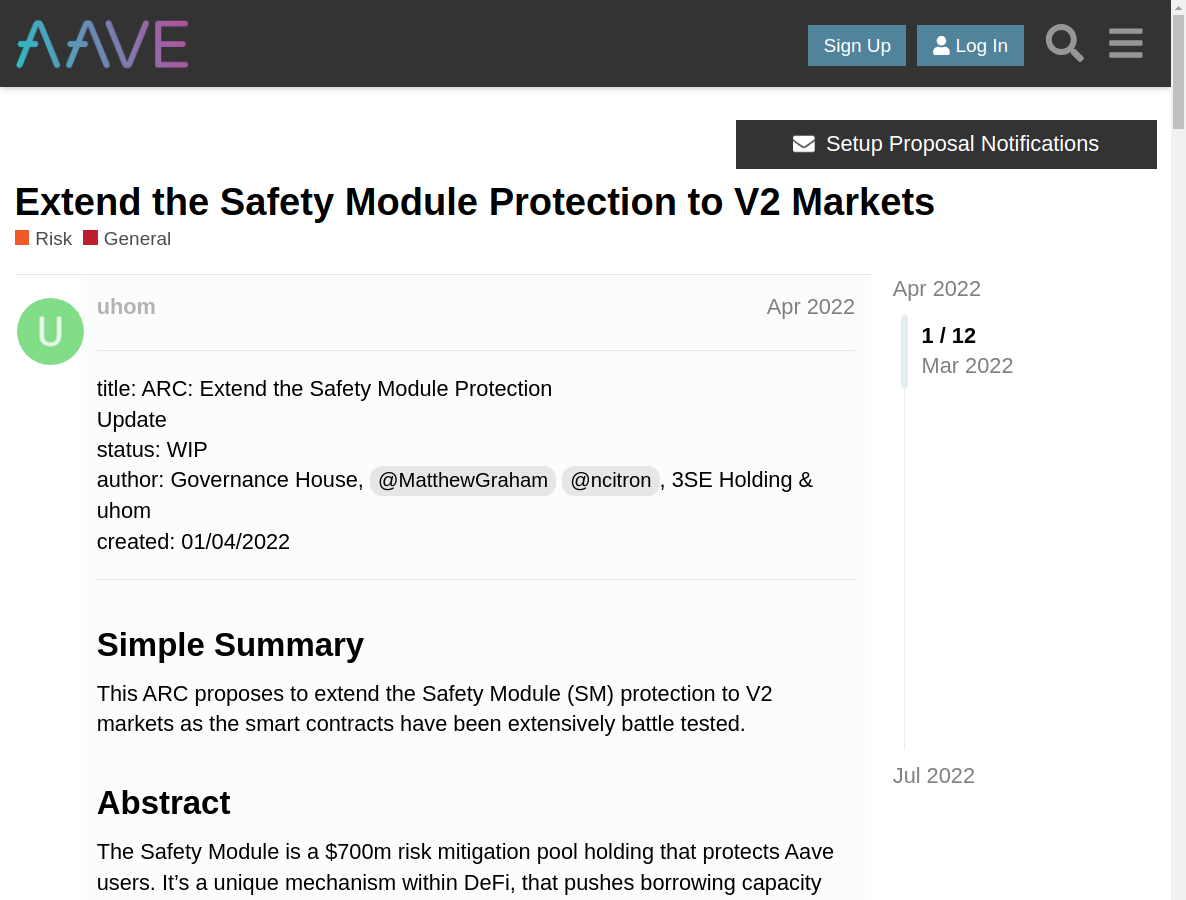 AAVE
Sign Up
Log In
Setup Proposal Notifications
Extend the Safety Module Protection to V2 Markets
Risk General
uhom
Apr 2022
U
title: ARC: Extend the Safety Module Protection
Update
status: WIP
author: Governance House, @MatthewGraham @ncitron, 3SE Holding &
uhom
created: 01/04/2022
Simple Summary
This ARC proposes to extend the Safety Module (SM) protection to V2
markets as the smart contracts have been extensively battle tested.
Abstract
The Safety Module is a $700m risk mitigation pool holding that protects Aave
users. It’s a unique mechanism within DeFi, that pushes borrowing capacity
Apr 2022
1 / 12
Mar 2022
Jul 2022